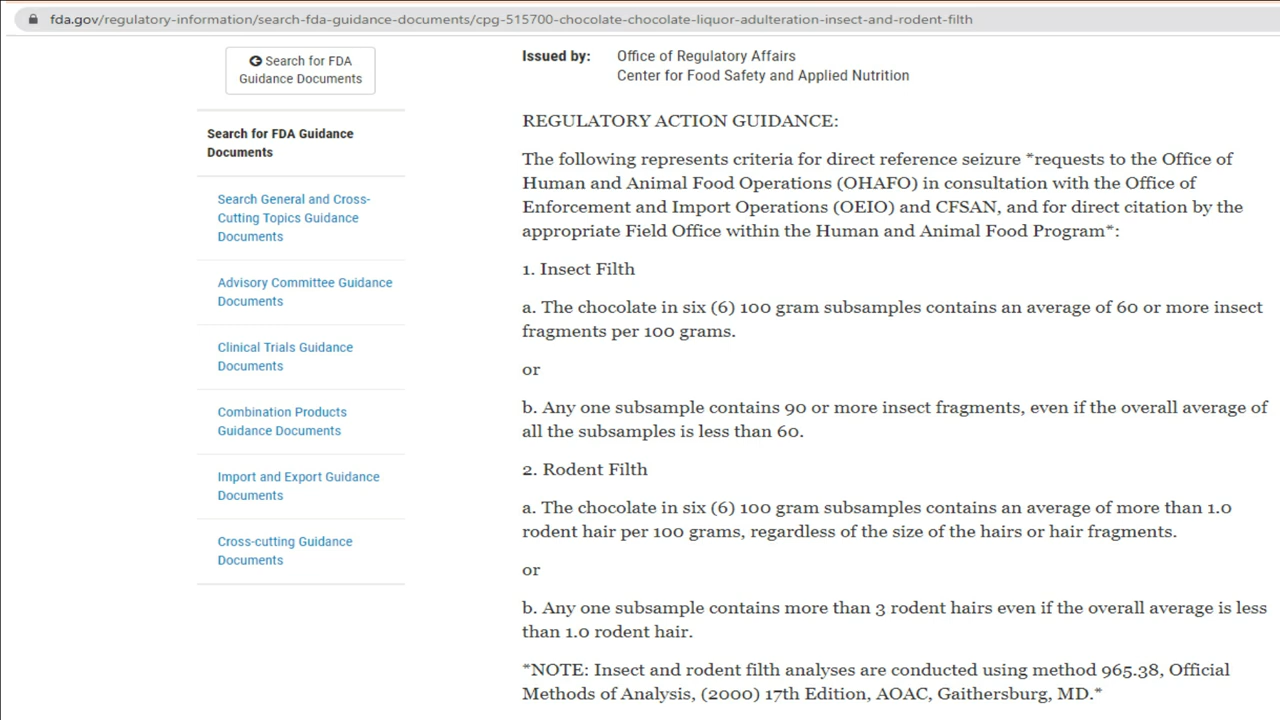 fda.gov/regulatory-information/search-fda-guidance-documents/cpg-515700-chocolate-chocolate-liquor-adulteration-insect-and-rodent-filth
Search for FDA
Guidance Documents
Search for FDA Guidance
Documents
Search General and Cross-
Cutting Topics Guidance
Documents
Advisory Committee Guidance
Documents
Clinical Trials Guidance
Documents
Combination Products
Guidance Documents
Import and Export Guidance
Documents
Cross-cutting Guidance
Documents
Issued by: Office of Regulatory Affairs
Center for Food Safety and Applied Nutrition
REGULATORY ACTION GUIDANCE:
The following represents criteria for direct reference seizure *requests to the Office of
Human and Animal Food Operations (OHAFO) in consultation with the Office of
Enforcement and Import Operations (OEIO) and CFSAN, and for direct citation by the
appropriate Field Office within the Human and Animal Food Program*:
1. Insect Filth
a. The chocolate in six (6) 100 gram subsamples contains an average of 60 or more insect
fragments per 100 grams.
or
b. Any one subsample contains 90 or more insect fragments, even if the overall average of
all the subsamples is less than 60.
2. Rodent Filth
a. The chocolate in six (6) 100 gram subsamples contains an average of more than 1.0
rodent hair per 100 grams, regardless of the size of the hairs or hair fragments.
or
b. Any one subsample contains more than 3 rodent hairs even if the overall average is less
than 1.0 rodent hair.
*NOTE: Insect and rodent filth analyses are conducted using method 965.38, Official
Methods of Analysis, (2000) 17th Edition, AOAC, Gaithersburg, MD.*